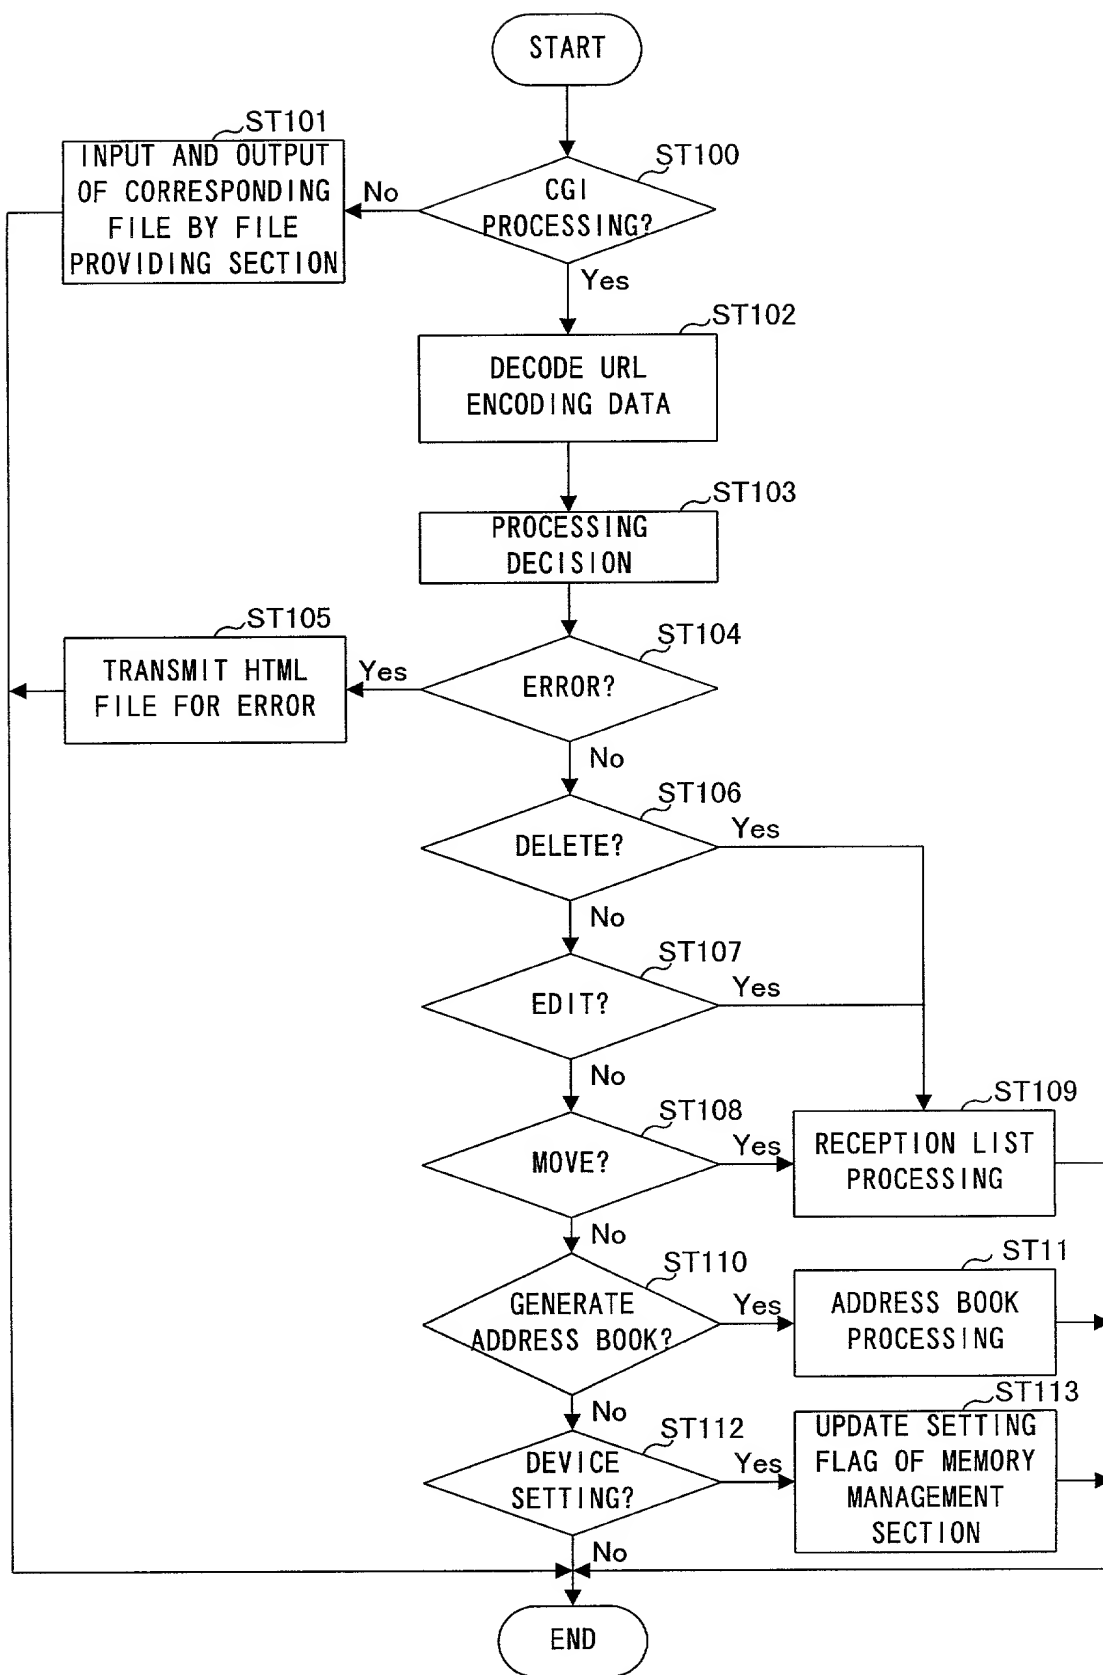 START
ST101
INPUT AND OUTPUT
OF CORRESPONDING
FILE BY FILE
PROVIDING SECTION
No
ST100
CGI
PROCESSING?
Yes
ST102
DECODE URL
ENCODING DATA
ST103
PROCESSING
DECISION
ST105
TRANSMIT HTML
FILE FOR ERROR
Yes
ST104
ERROR?
No
ST106
DELETE?
Yes
No
ST107
EDIT?
Yes
No
ST108
MOVE?
Yes
ST109
RECEPTION LIST
PROCESSING
No
ST110
GENERATE
ADDRESS BOOK?
Yes
ST11
ADDRESS BOOK
PROCESSING
No
ST112
DEVICE
SETTING?
Yes
ST113
UPDATE SETTING
FLAG OF MEMORY
MANAGEMENT
SECTION
No
END